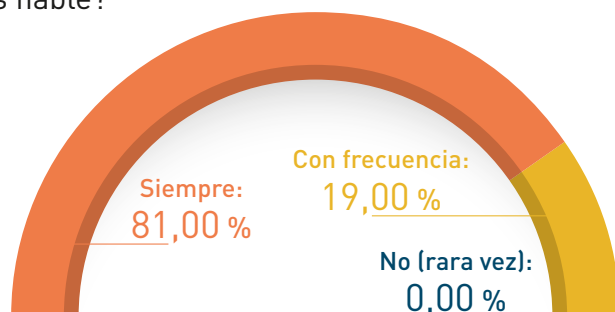 Siempre:
81,00 %
Con frecuencia:
19,00 %
No (rara vez):
0,00 %